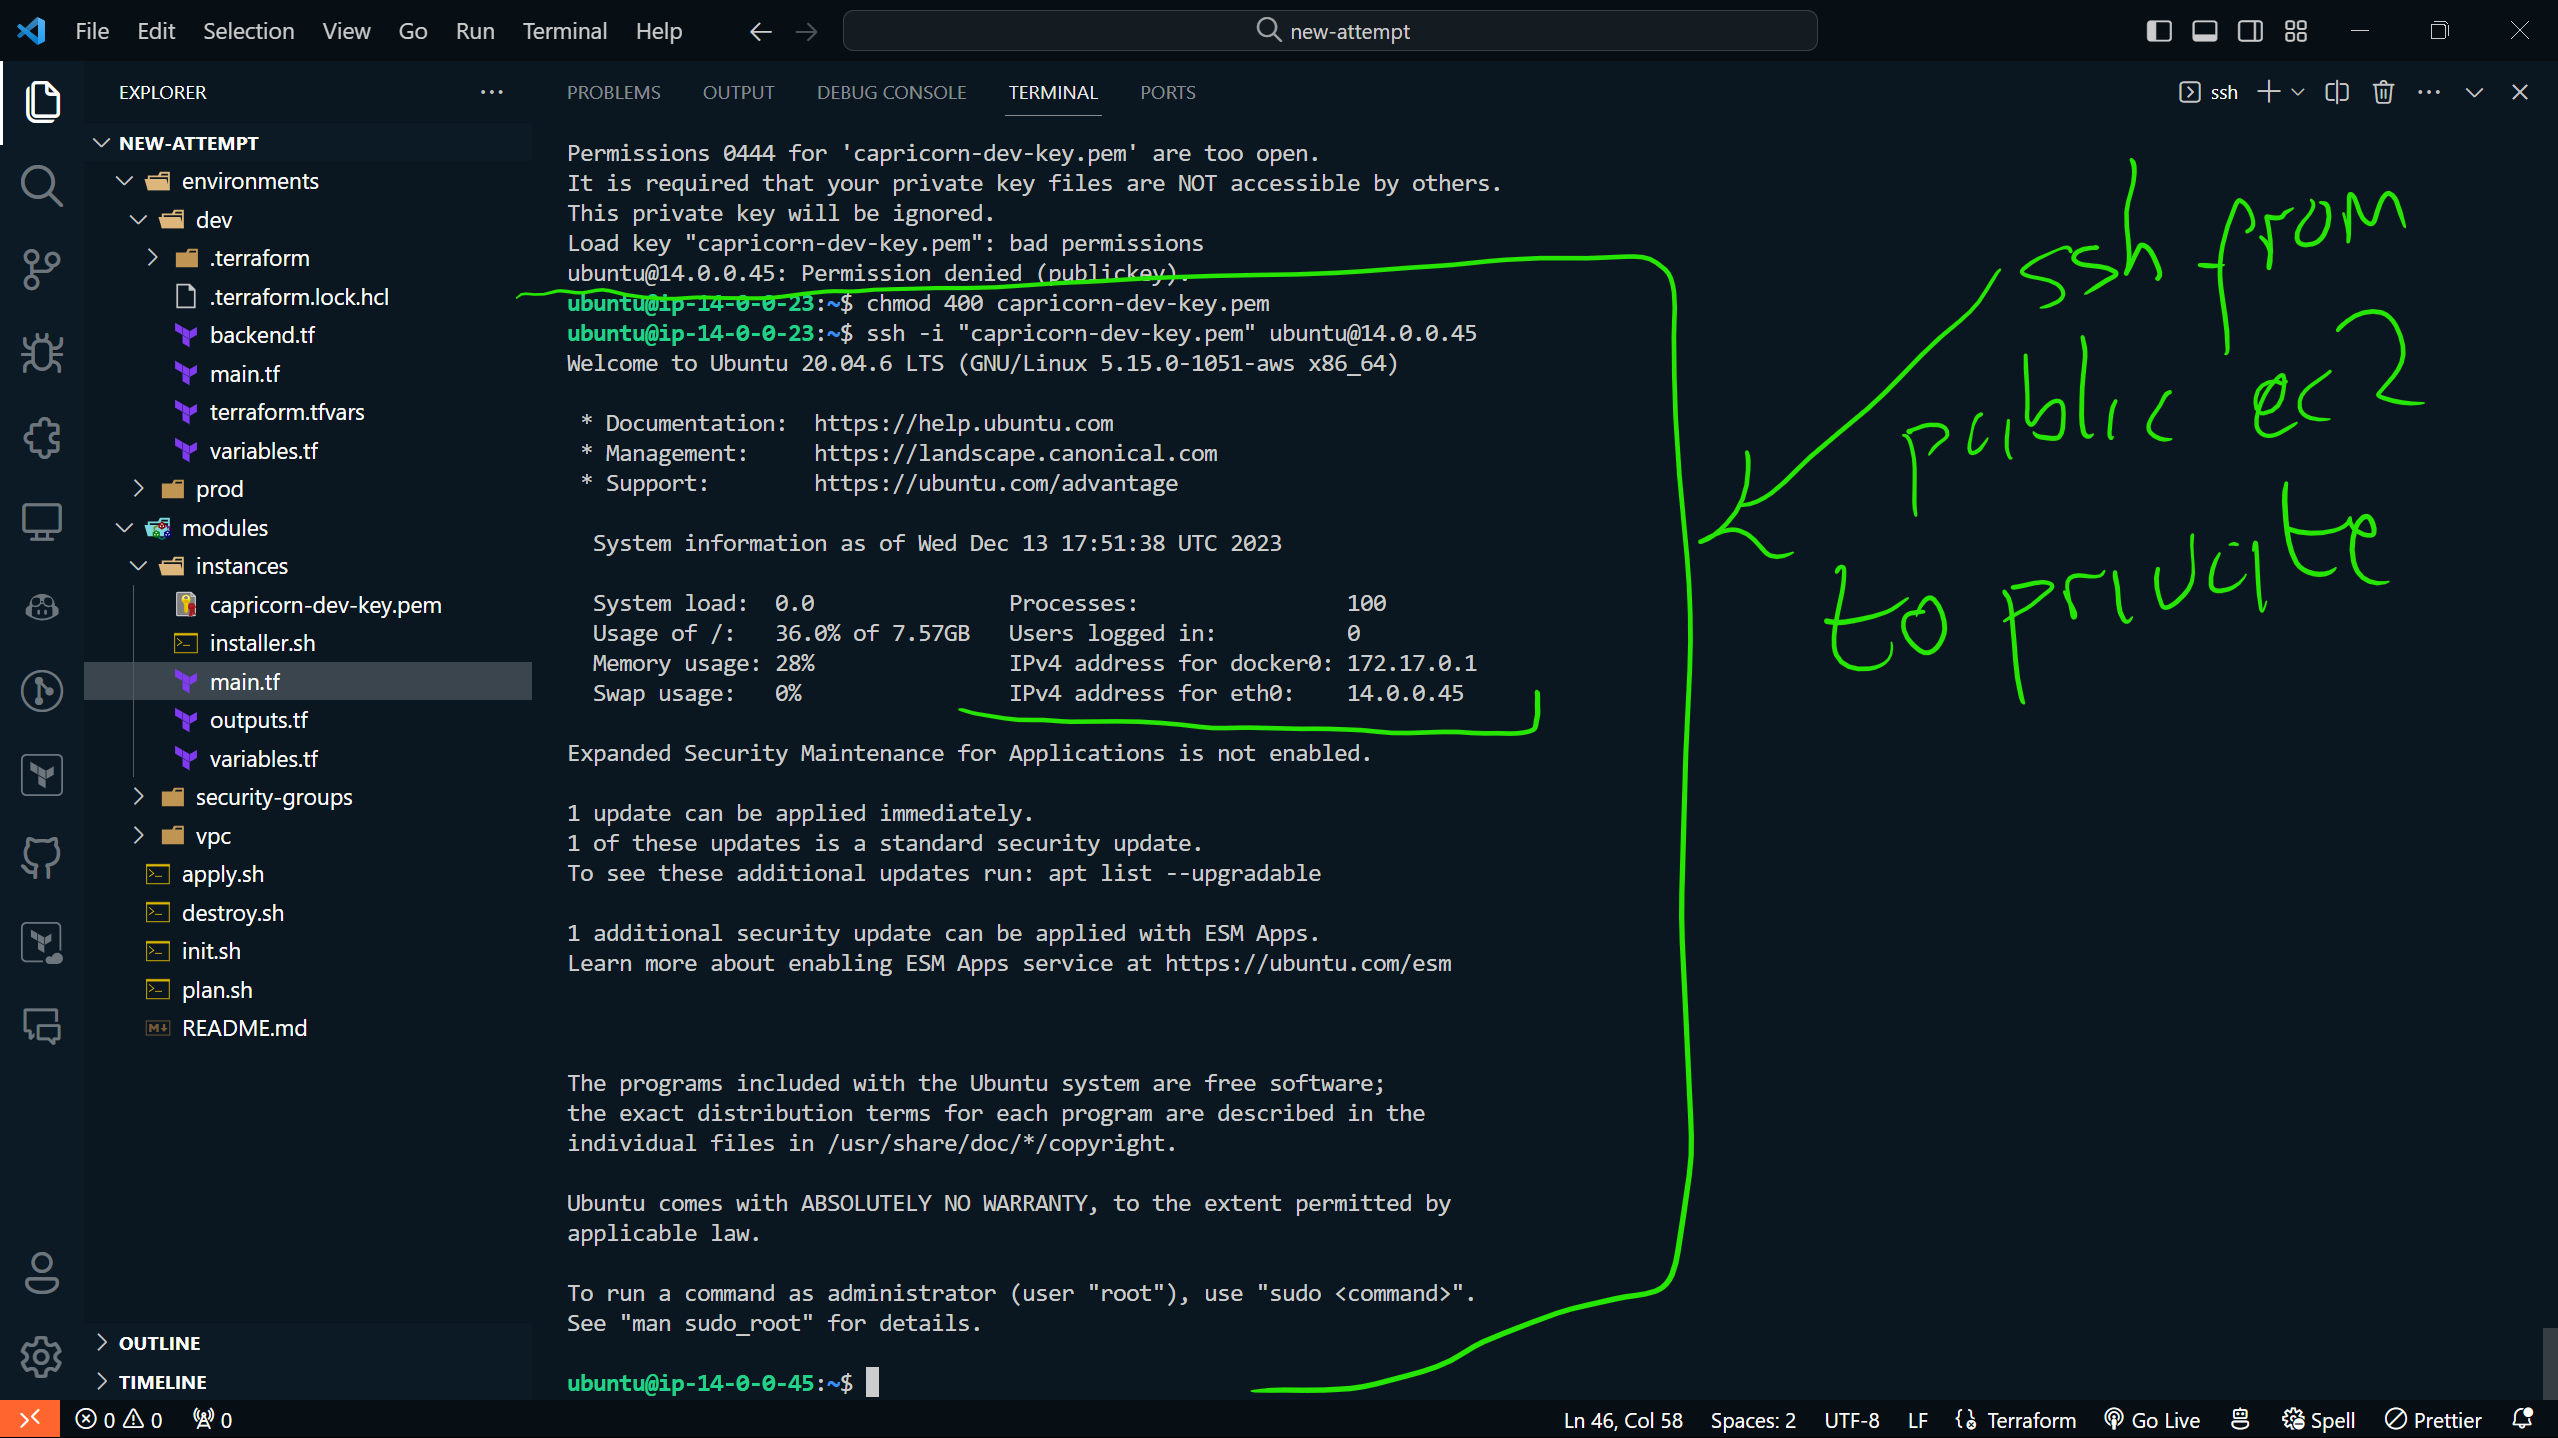 File Edit Selection View Go Run Terminal Help
new-attempt
EXPLORER
NEW-ATTEMPT
environments
dev
.terraform
.terraform.lock.hcl
backend.tf
main.tf
terraform.tfvars
variables.tf
prod
modules
instances
capricorn-dev-key.pem
installer.sh
main.tf
outputs.tf
variables.tf
security-groups
vpc
apply.sh
destroy.sh
init.sh
plan.sh
README.md
OUTLINE
TIMELINE
PROBLEMS OUTPUT DEBUG CONSOLE TERMINAL PORTS
ssh
Permissions 0444 for 'capricorn-dev-key.pem' are too open.
It is required that your private key files are NOT accessible by others.
This private key will be ignored.
Load key "capricorn-dev-key.pem": bad permissions
ubuntu@14.0.0.45: Permission denied (publickey).
ubuntu@ip-14-0-0-23:~$ chmod 400 capricorn-dev-key.pem
ubuntu@ip-14-0-0-23:~$ ssh -i "capricorn-dev-key.pem" ubuntu@14.0.0.45
Welcome to Ubuntu 20.04.6 LTS (GNU/Linux 5.15.0-1051-aws x86_64)
* Documentation: https://help.ubuntu.com
* Management: https://landscape.canonical.com
* Support: https://ubuntu.com/advantage
System information as of Wed Dec 13 17:51:38 UTC 2023
System load: 0.0 Processes: 100
Usage of /: 36.0% of 7.57GB Users logged in: 0
Memory usage: 28% IPv4 address for docker0: 172.17.0.1
Swap usage: 0% IPv4 address for eth0: 14.0.0.45
Expanded Security Maintenance for Applications is not enabled.
1 update can be applied immediately.
1 of these updates is a standard security update.
To see these additional updates run: apt list --upgradable
1 additional security update can be applied with ESM Apps.
Learn more about enabling ESM Apps service at https://ubuntu.com/esm
The programs included with the Ubuntu system are free software;
the exact distribution terms for each program are described in the
individual files in /usr/share/doc/*/copyright.
Ubuntu comes with ABSOLUTELY NO WARRANTY, to the extent permitted by
applicable law.
To run a command as administrator (user "root"), use "sudo <command>".
See "man sudo_root" for details.
ubuntu@ip-14-0-0-45:~$
ssh from
public ec2
to private
0 0 0
Ln 46, Col 58 Spaces: 2 UTF-8 LF Terraform Go Live Spell Prettier